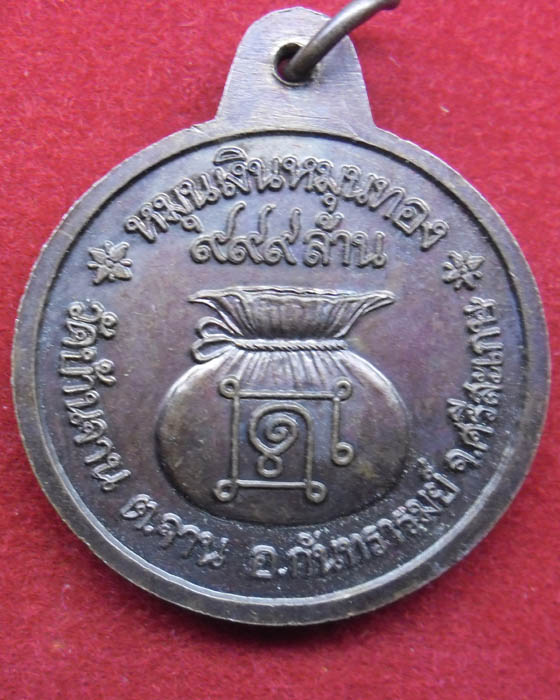 หมุนเงินหมุนทอง
๙๙๙ ล้าน
วัดบ้านจาน ต.จาน อ.กันทรารมย์ จ.ศรีสะเกษ